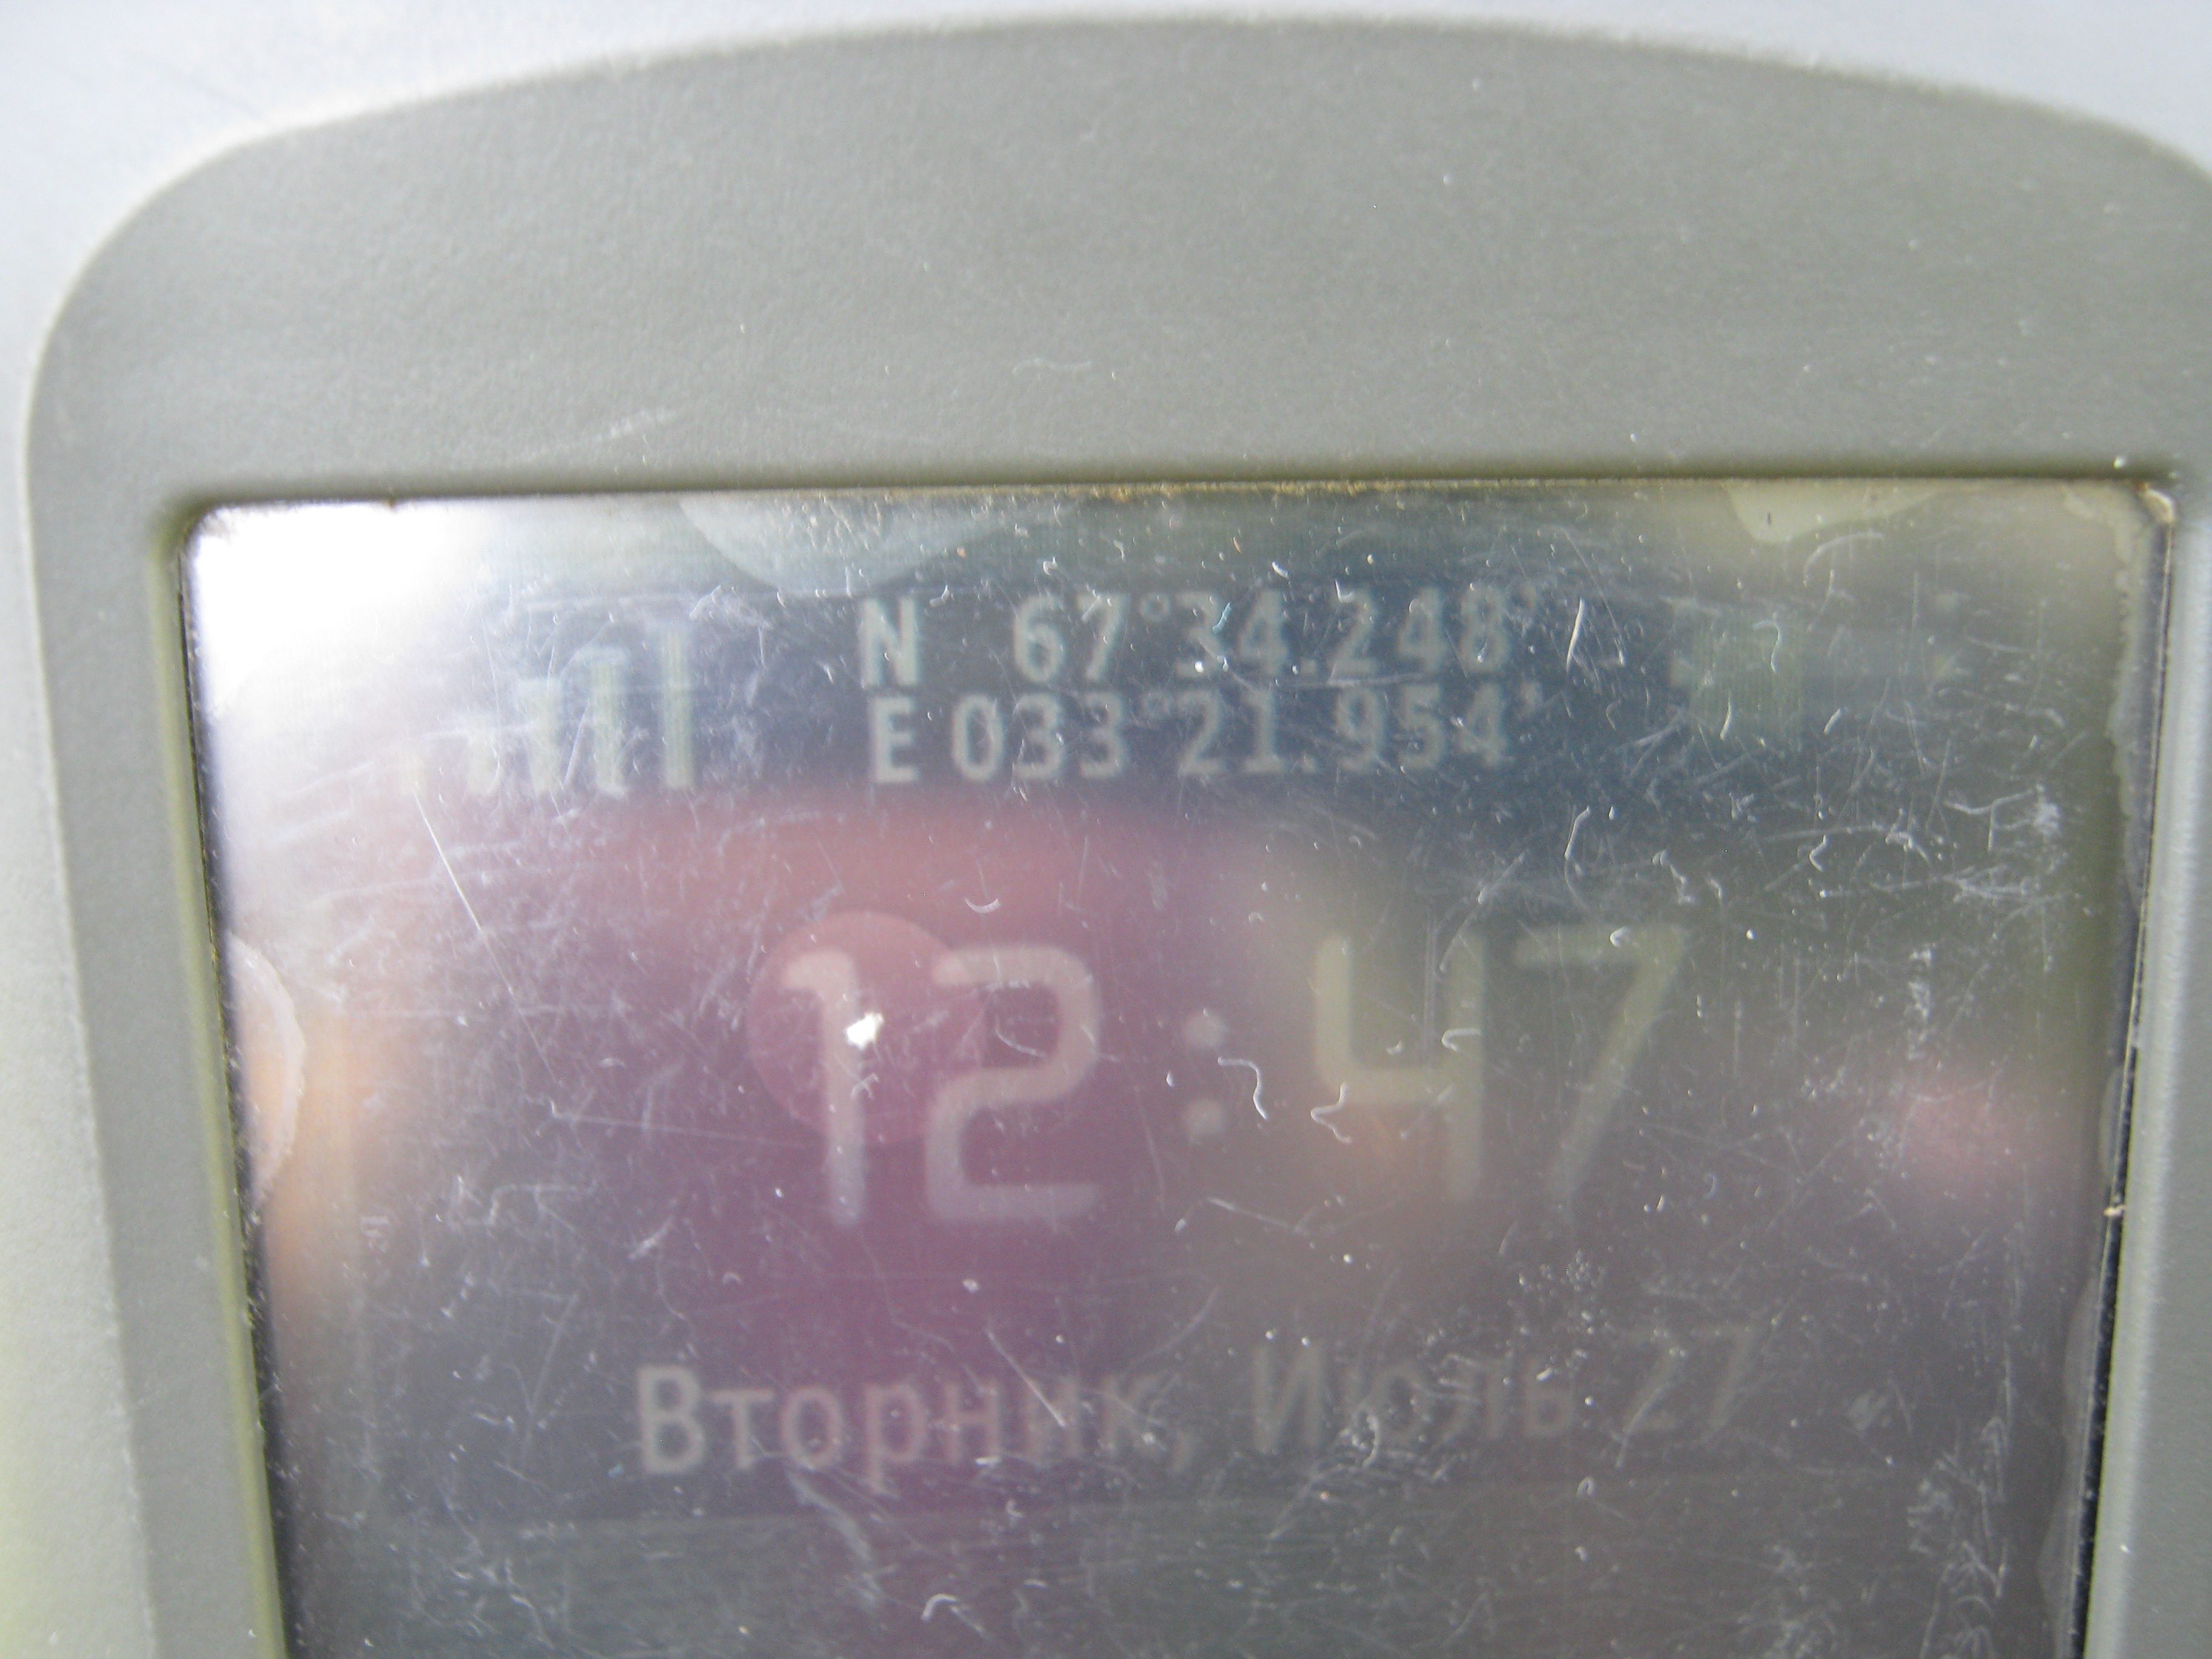 N 67°34.248'
E 033°21.954'
12:47
Вторник, Июль 27